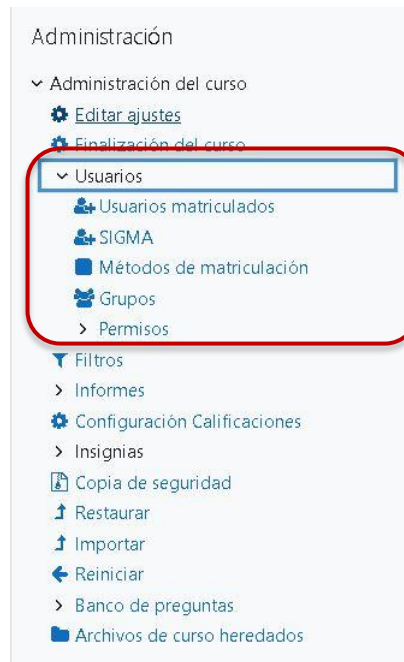 Administración
Administración del curso
Editar ajustes
Finalización del curso
Usuarios
Usuarios matriculados
SIGMA
Métodos de matriculación
Grupos
Permisos
Filtros
Informes
Configuración Calificaciones
Insignias
Copia de seguridad
Restaurar
Importar
Reiniciar
Banco de preguntas
Archivos de curso heredados